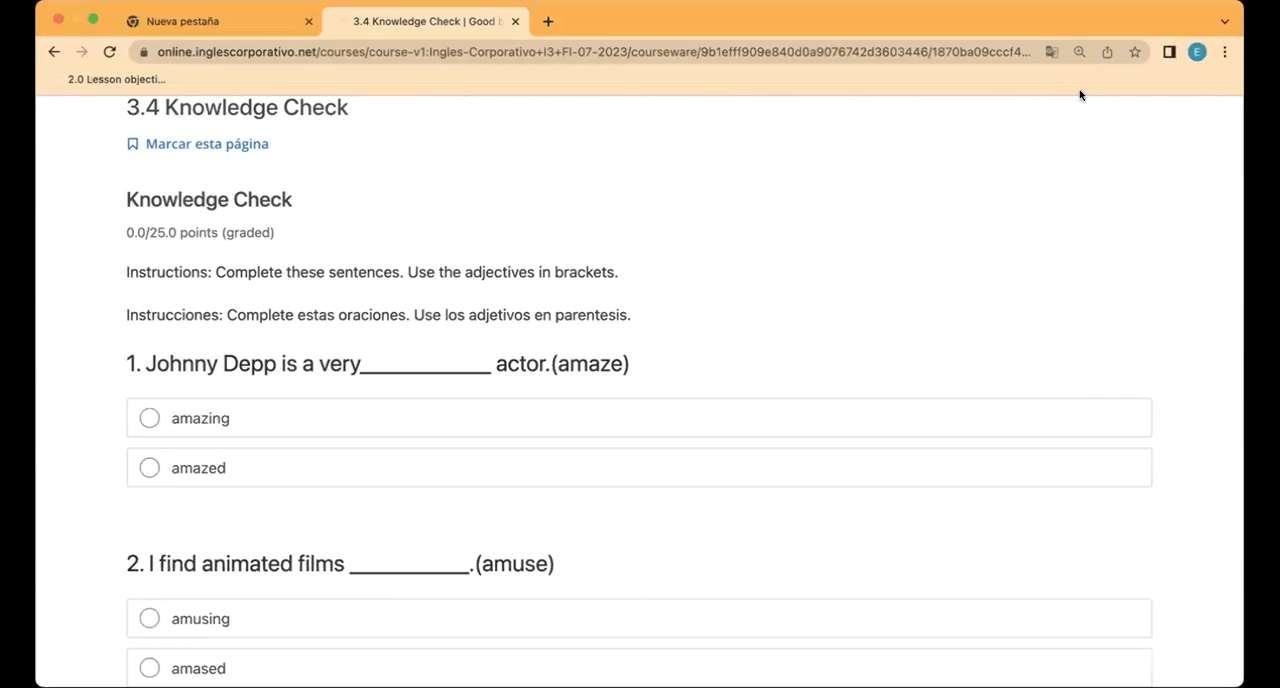 Nueva pestaña
3.4 Knowledge Check | Good
online.inglescorporativo.net/courses/course-v1:Ingles-Corporativo+I3+FI-07-2023/courseware/9b1efff909e840d0a9076742d3603446/1870ba09cccf4...
E
2.0 Lesson objecti...
3.4 Knowledge Check
Marcar esta página
Knowledge Check
0.0/25.0 points (graded)
Instructions: Complete these sentences. Use the adjectives in brackets.
Instrucciones: Complete estas oraciones. Use los adjetivos en parentesis.
1. Johnny Depp is a very____________ actor.(amaze)
amazing
amazed
2. I find animated films ___________.(amuse)
amusing
amased